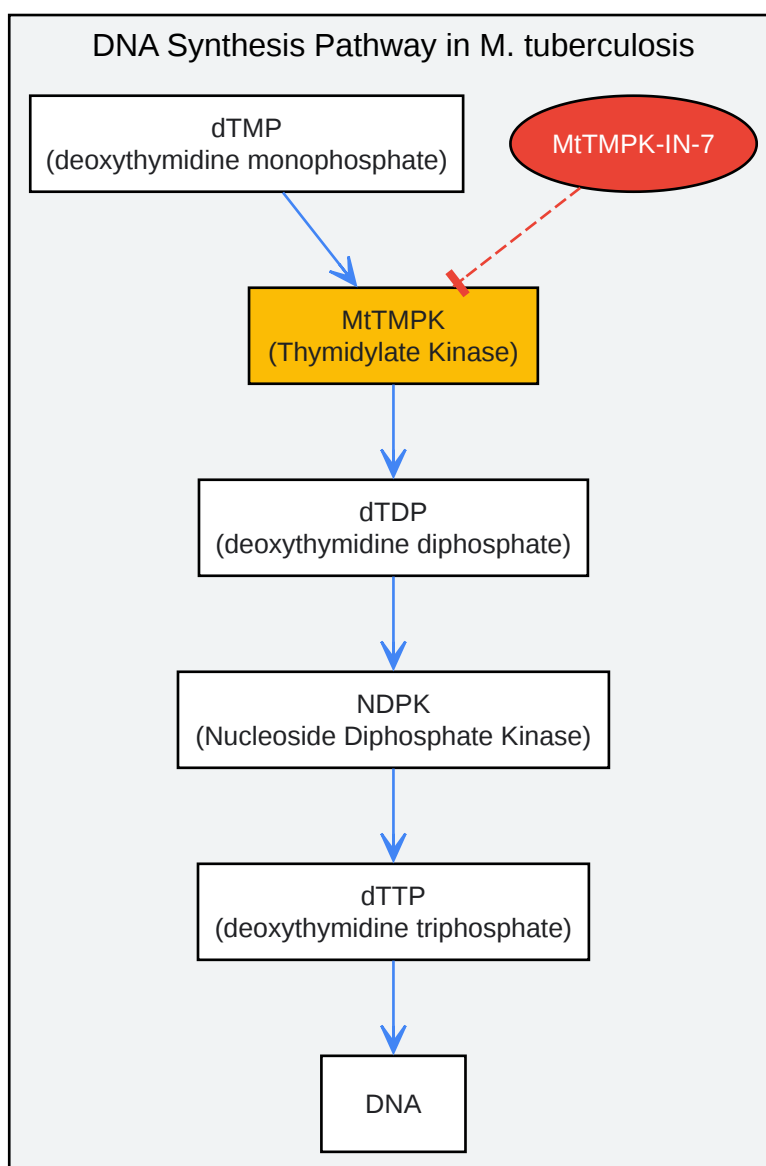 DNA Synthesis Pathway in M. tuberculosis
dTMP
(deoxythymidine monophosphate)
MtTMPK-IN-7
MtTMPK
(Thymidylate Kinase)
dTDP
(deoxythymidine diphosphate)
NDPK
(Nucleoside Diphosphate Kinase)
dTTP
(deoxythymidine triphosphate)
DNA